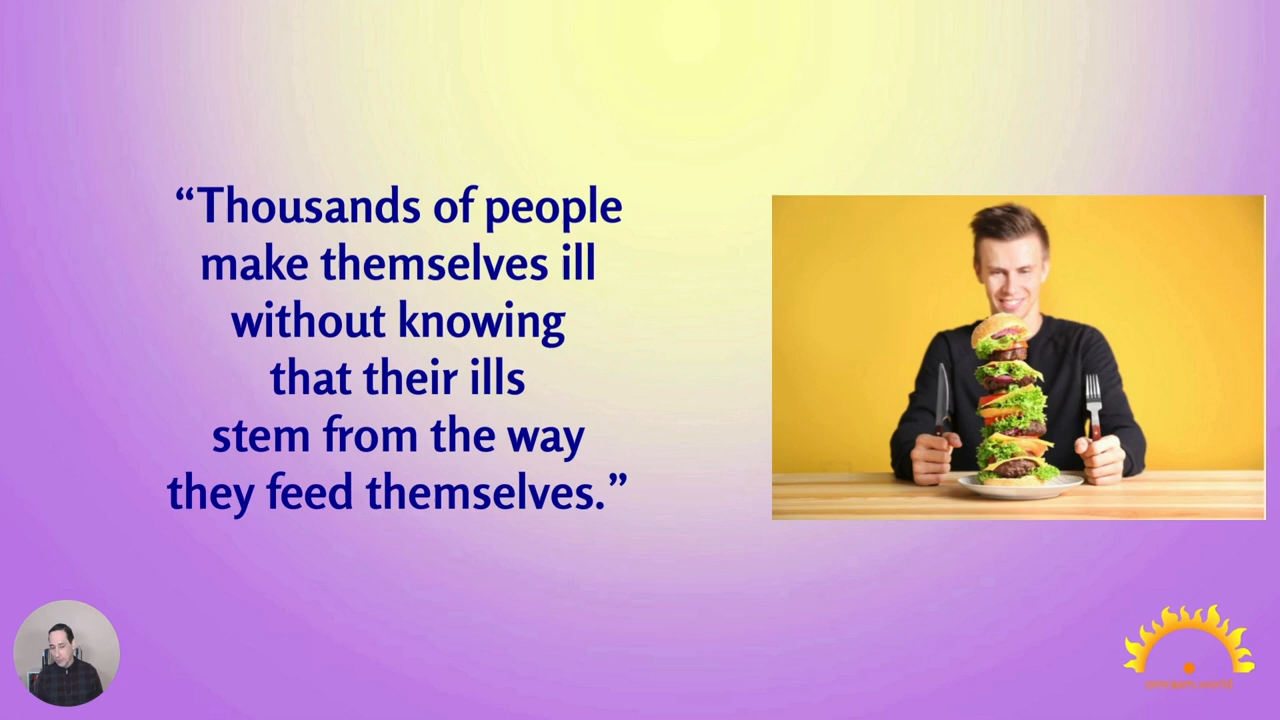 “Thousands of people
make themselves ill
without knowing
that their ills
stem from the way
they feed themselves.”